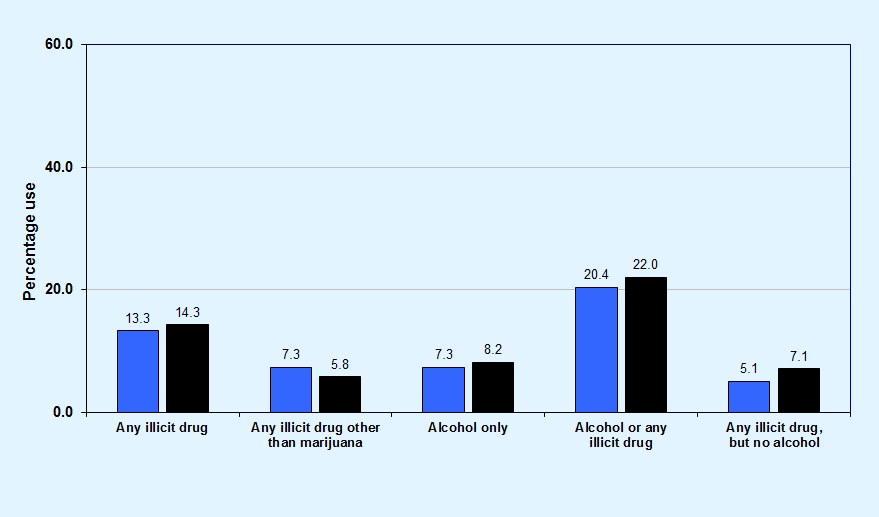 60.0
40.0
20.0
0.0
Percentage use
13.3
14.3
7.3
5.8
7.3
8.2
20.4
22.0
5.1
7.1
Any illicit drug
Any illicit drug other
than marijuana
Alcohol only
Alcohol or any
illicit drug
Any illicit drug,
but no alcohol